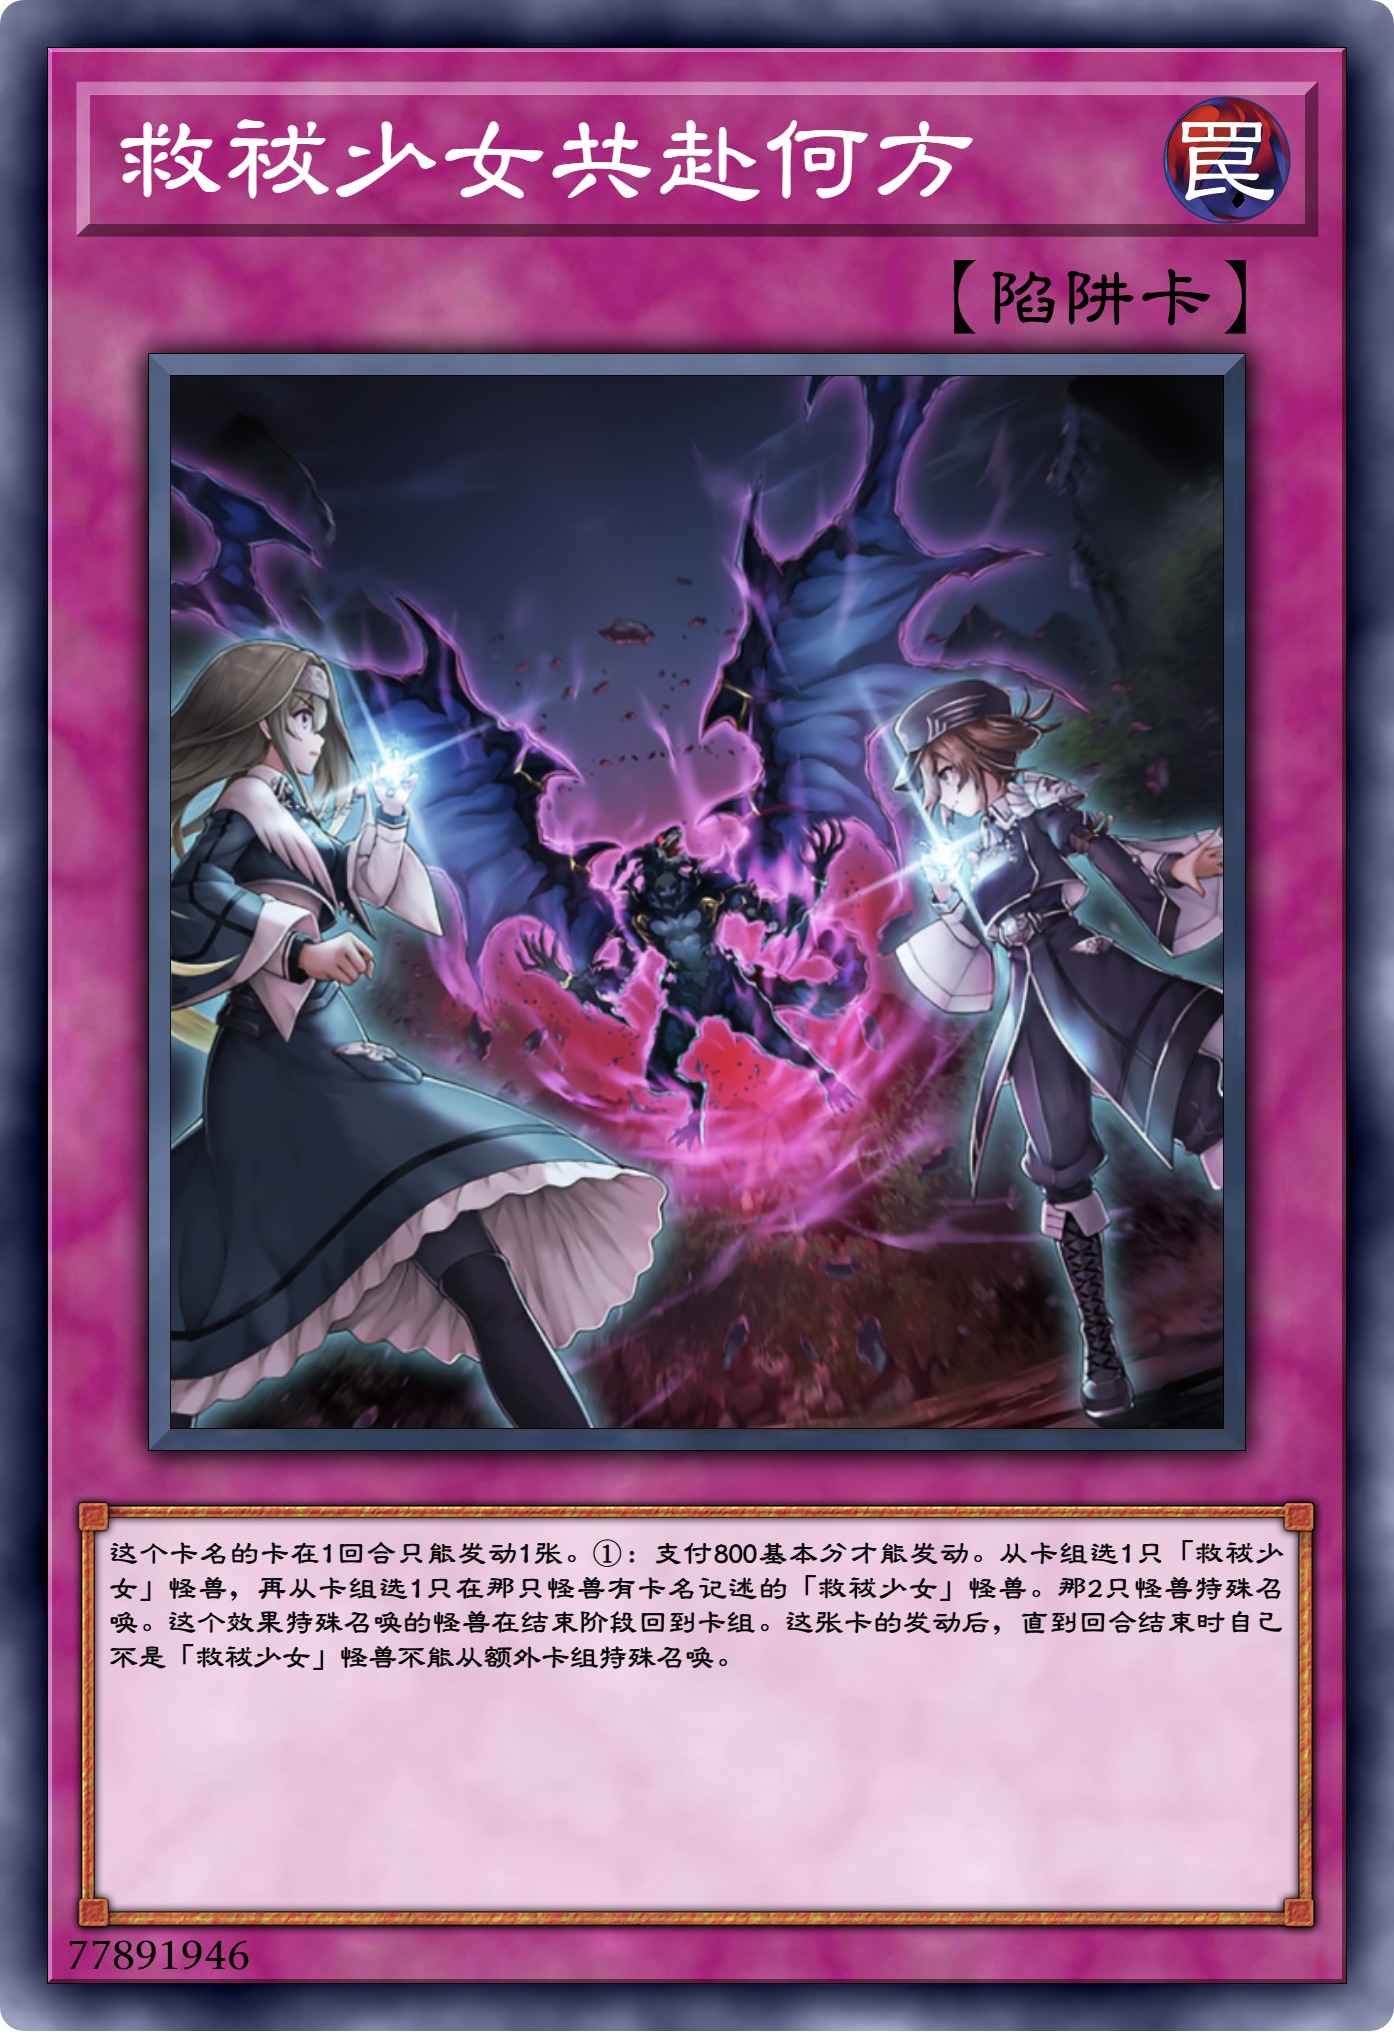 救祓少女共赴何方
罠
【陷阱卡】
这个卡名的卡在1回合只能发动1张。①：支付800基本分才能发动。从卡组选1只「救祓少
女」怪兽，再从卡组选1只在那只怪兽有卡名记述的「救祓少女」怪兽。那2只怪兽特殊召
唤。这个效果特殊召唤的怪兽在结束阶段回到卡组。这张卡的发动后，直到回合结束时自己
不是「救祓少女」怪兽不能从额外卡组特殊召唤。
77891946